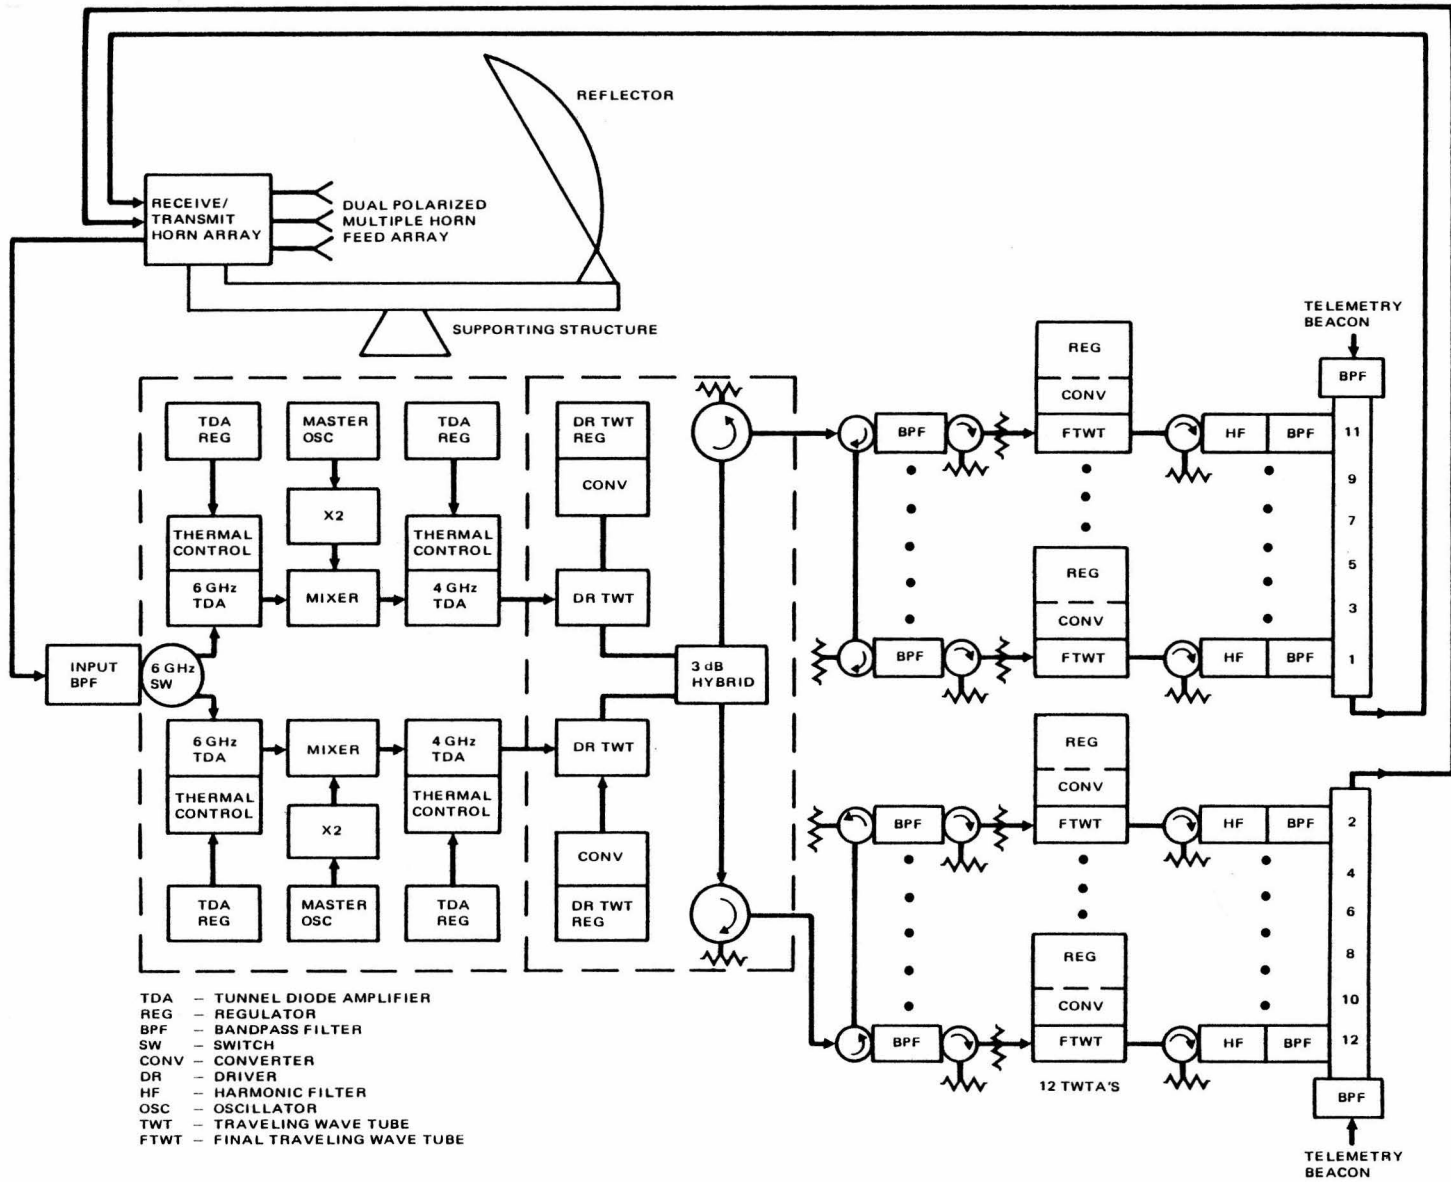 REFLECTOR
RECEIVE/
TRANSMIT
HORN ARRAY
DUAL POLARIZED
MULTIPLE HORN
FEED ARRAY
SUPPORTING STRUCTURE
TELEMETRY
BEACON
BPF
REG
CONV
FTWT
BPF
HF
BPF
11
9
7
5
3
1
REG
CONV
FTWT
BPF
HF
BPF
TDA
REG
MASTER
OSC
TDA
REG
DR TWT
REG
CONV
X2
THERMAL
CONTROL
THERMAL
CONTROL
6 GHz
TDA
MIXER
4 GHz
TDA
DR TWT
INPUT
BPF
6 GHz
SW
3 dB
HYBRID
6 GHz
TDA
MIXER
4 GHz
TDA
DR TWT
THERMAL
CONTROL
X2
THERMAL
CONTROL
CONV
TDA
REG
MASTER
OSC
TDA
REG
DR TWT
REG
REG
CONV
BPF
FTWT
HF
BPF
2
4
6
8
10
12
REG
CONV
BPF
FTWT
HF
BPF
12 TWTA'S
BPF
TELEMETRY
BEACON
TDA – TUNNEL DIODE AMPLIFIER
REG – REGULATOR
BPF – BANDPASS FILTER
SW – SWITCH
CONV – CONVERTER
DR – DRIVER
HF – HARMONIC FILTER
OSC – OSCILLATOR
TWT – TRAVELING WAVE TUBE
FTWT – FINAL TRAVELING WAVE TUBE